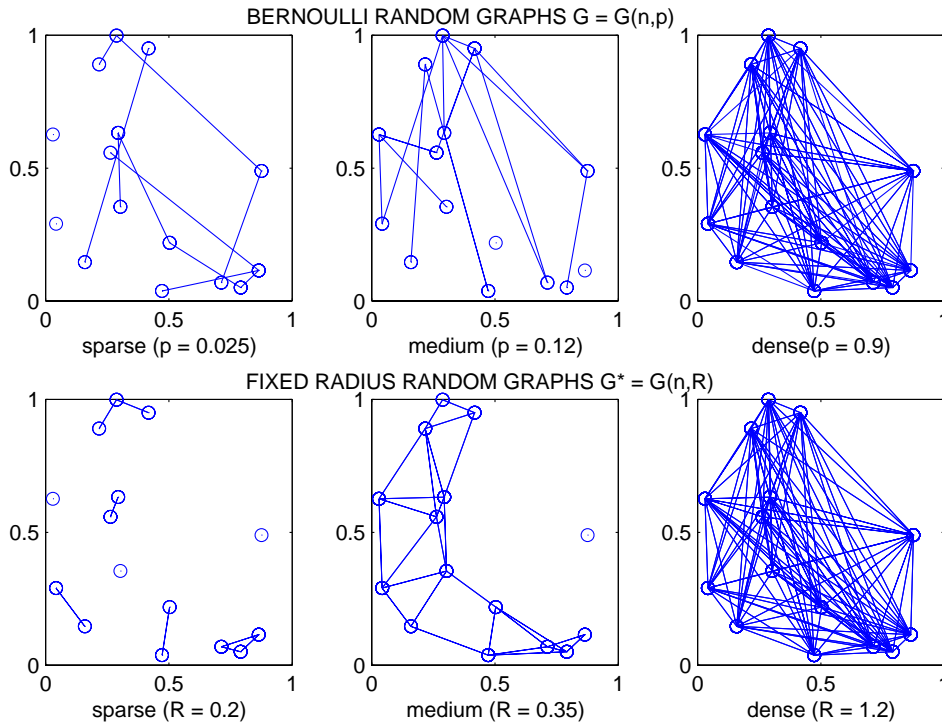 BERNOULLI RANDOM GRAPHS G = G(n,p)
1
0.5
0
0 0.5 1
sparse (p = 0.025)
1
0.5
0
0 0.5 1
medium (p = 0.12)
1
0.5
0
0 0.5 1
dense(p = 0.9)
FIXED RADIUS RANDOM GRAPHS G* = G(n,R)
1
0.5
0
0 0.5 1
sparse (R = 0.2)
1
0.5
0
0 0.5 1
medium (R = 0.35)
1
0.5
0
0 0.5 1
dense (R = 1.2)